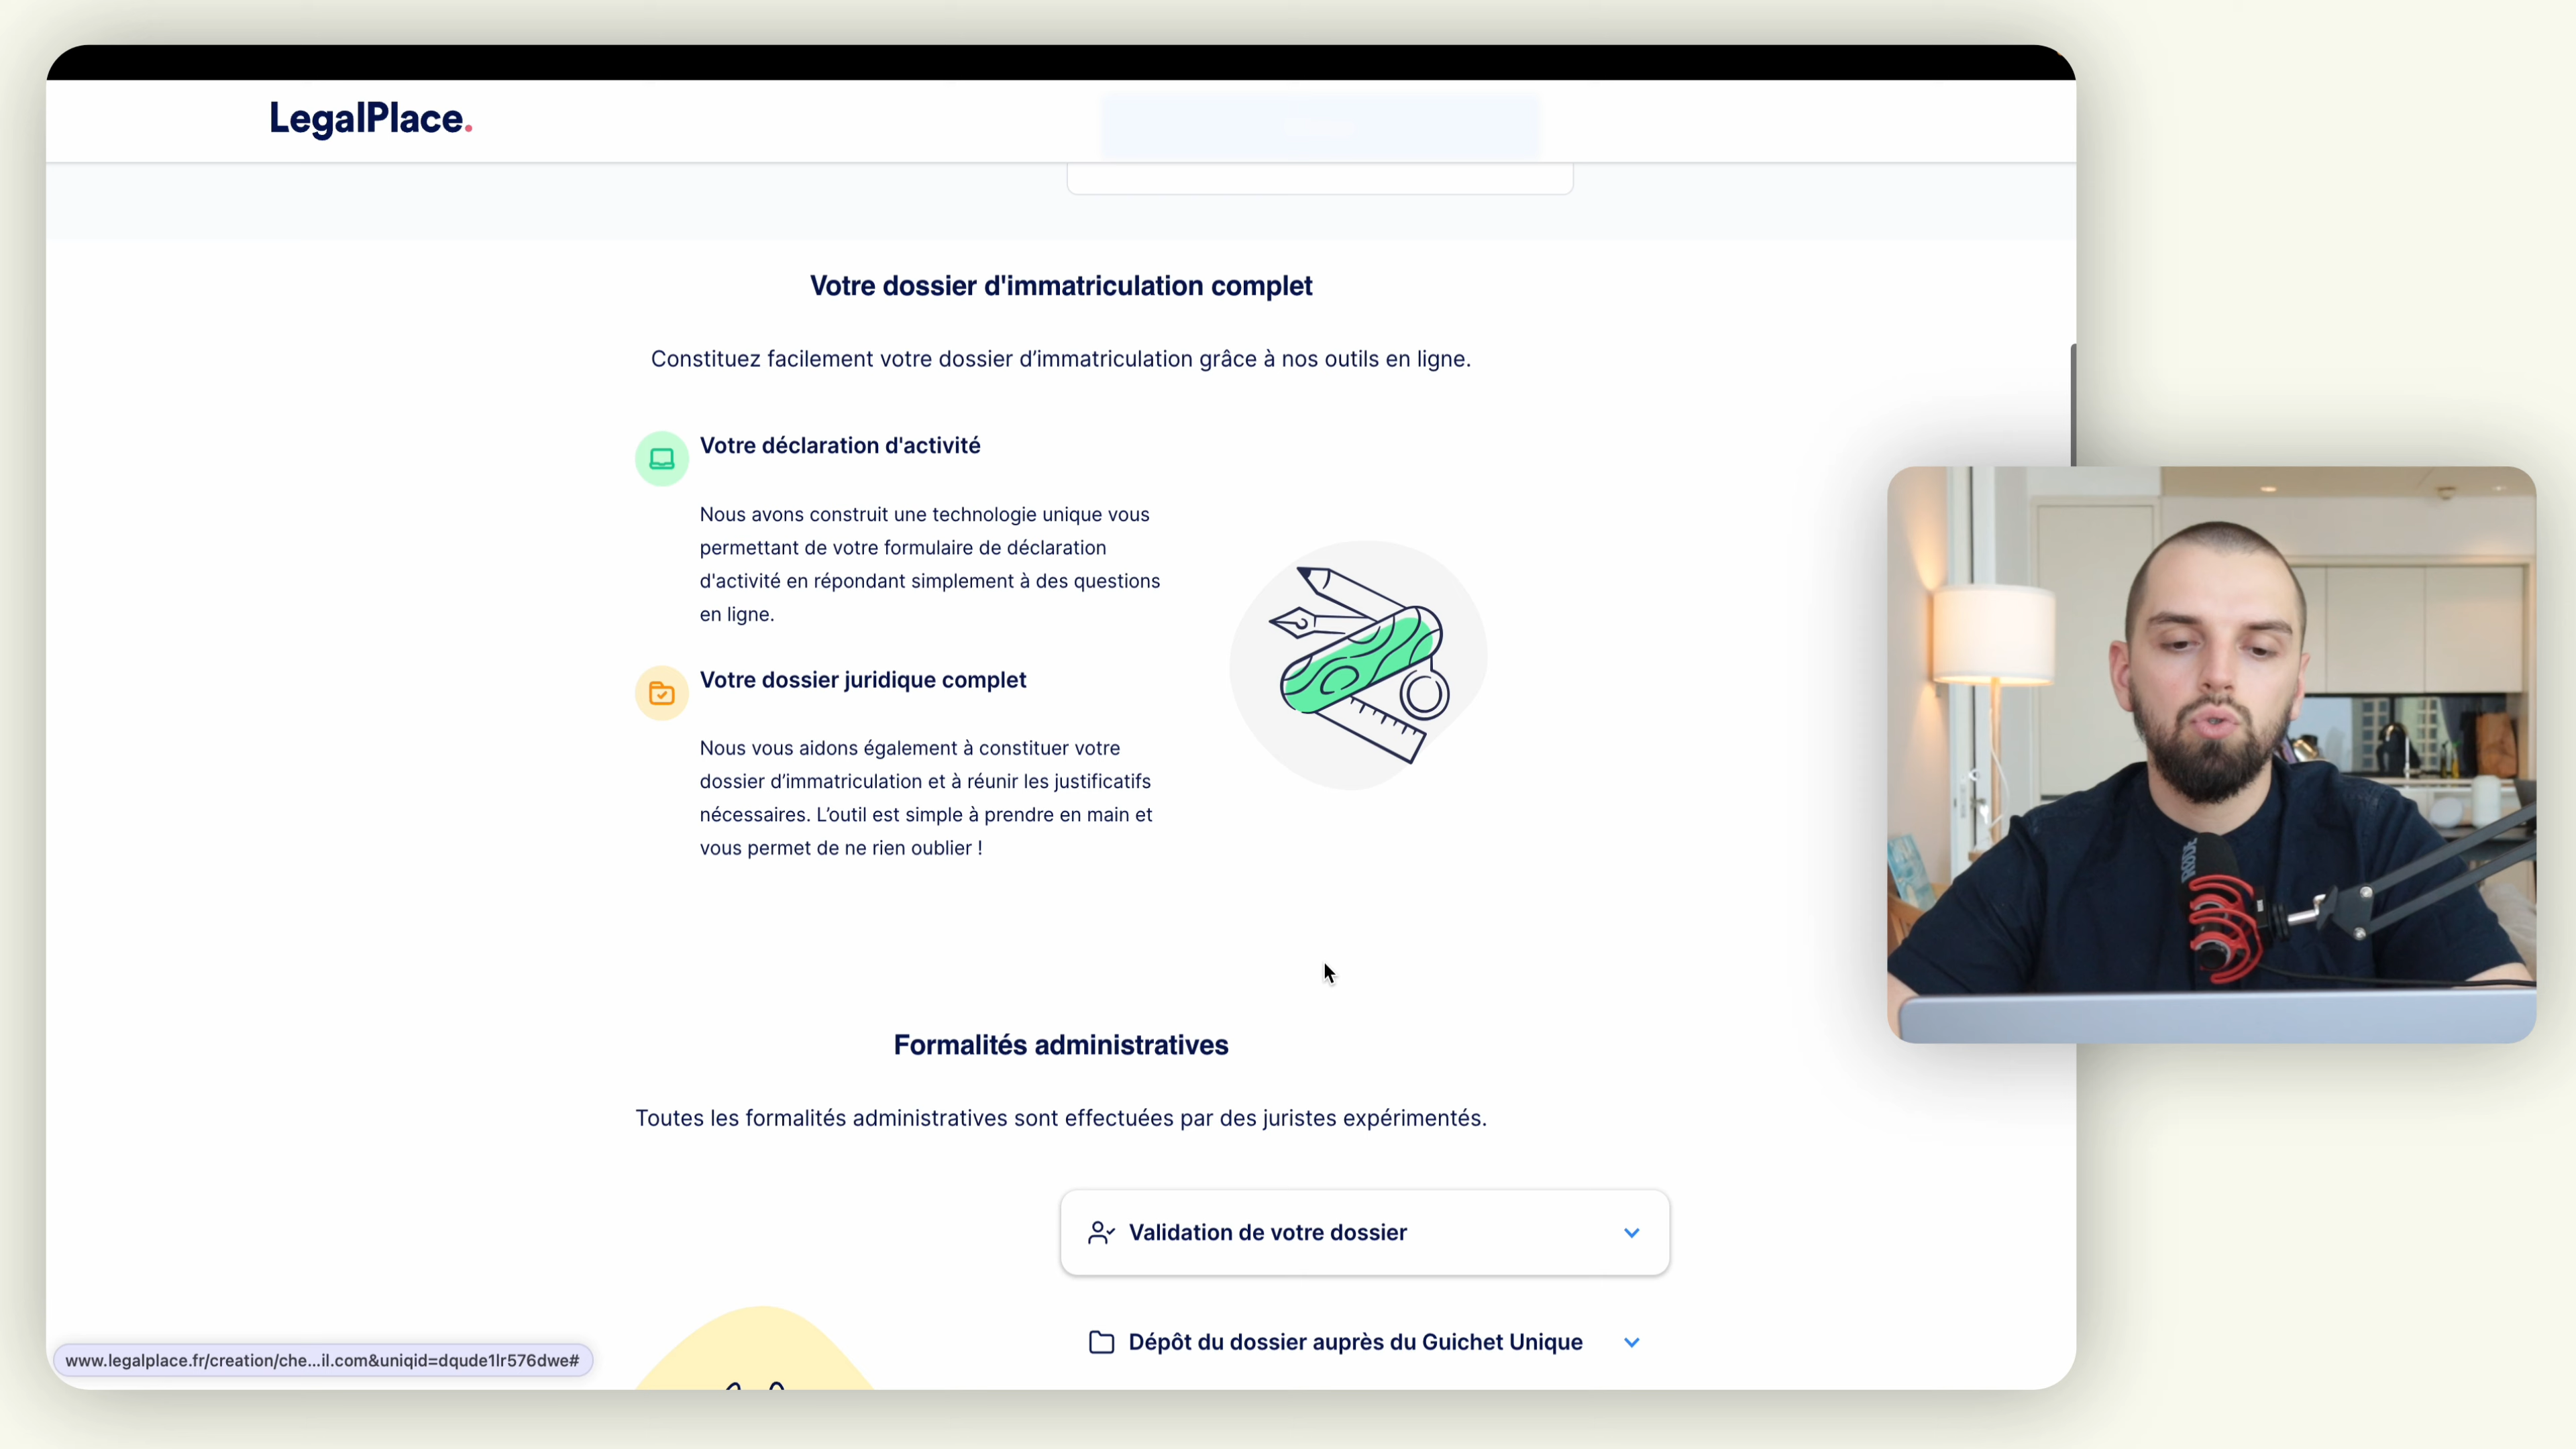 LegalPlace.
Votre dossier d'immatriculation complet
Constituez facilement votre dossier d’immatriculation grâce à nos outils en ligne.
Votre déclaration d'activité
Nous avons construit une technologie unique vous
permettant de votre formulaire de déclaration
d'activité en répondant simplement à des questions
en ligne.
Votre dossier juridique complet
Nous vous aidons également à constituer votre
dossier d’immatriculation et à réunir les justificatifs
nécessaires. L’outil est simple à prendre en main et
vous permet de ne rien oublier !
RODE
Formalités administratives
Toutes les formalités administratives sont effectuées par des juristes expérimentés.
Validation de votre dossier
Dépôt du dossier auprès du Guichet Unique
www.legalplace.fr/creation/che...il.com&uniqid=dqude1lr576dwe#